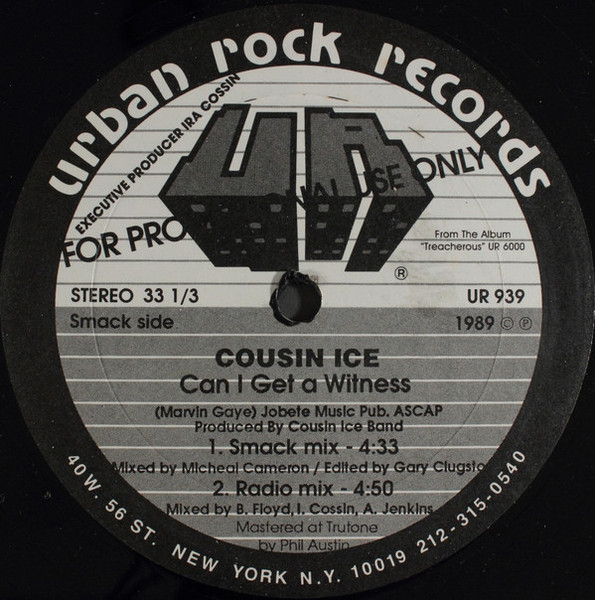 urban rock records
EXECUTIVE PRODUCER IRA COSSIN
UR
FOR PROMOTIONAL USE ONLY
From The Album
"Treacherous" UR 6000
®
STEREO 33 1/3
UR 939
Smack side
1989 © ℗
COUSIN ICE
Can I Get a Witness
(Marvin Gaye) Jobete Music Pub. ASCAP
Produced By Cousin Ice Band
1. Smack mix - 4:33
Mixed by Micheal Cameron / Edited by Gary Clugsto
2. Radio mix - 4:50
Mixed by B. Floyd, I. Cossin, A. Jenkins
Mastered at Trutone
by Phil Austin
40 W. 56 ST. NEW YORK N.Y. 10019 212-315-0540